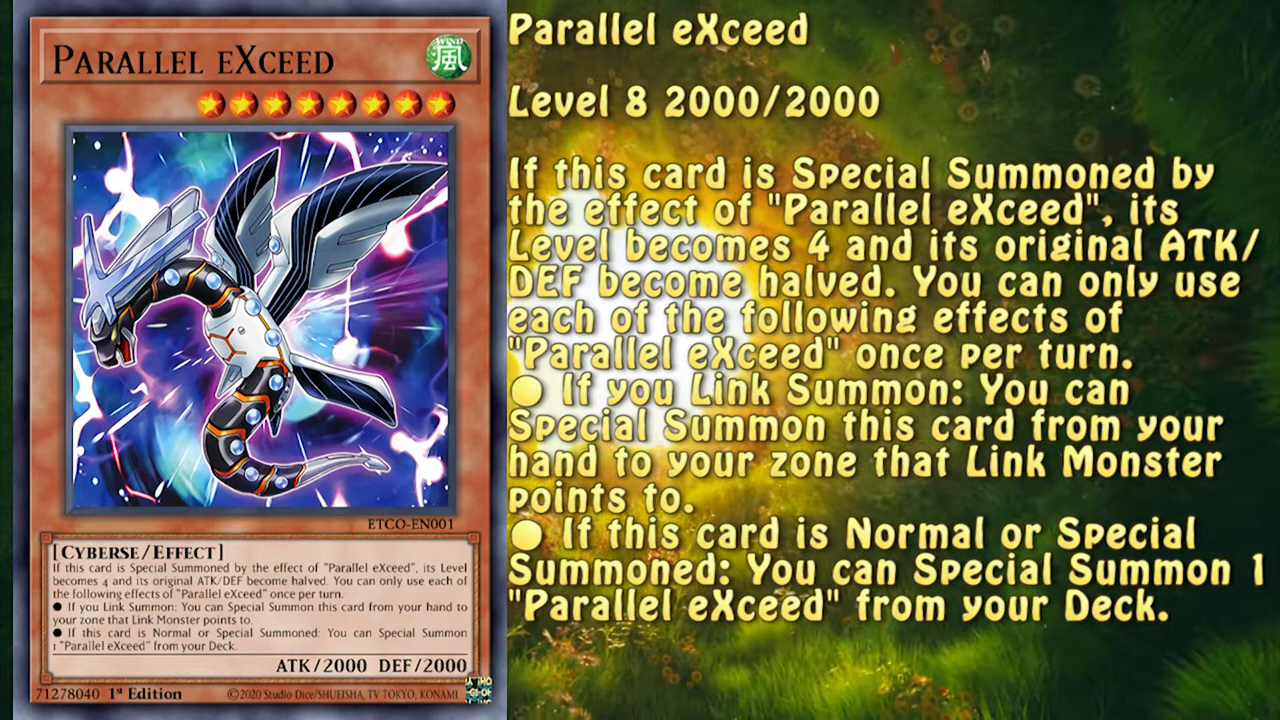 PARALLEL EXCEED
WIND
風
ETCO-EN001
[CYBERSE/EFFECT]
If this card is Special Summoned by the effect of "Parallel eXceed", its Level
becomes 4 and its original ATK/DEF become halved. You can only use each of
the following effects of "Parallel eXceed" once per turn.
● If you Link Summon: You can Special Summon this card from your hand to
your zone that Link Monster points to.
● If this card is Normal or Special Summoned: You can Special Summon
1 "Parallel eXceed" from your Deck.
ATK/2000 DEF/2000
71278040 1st Edition ©2020 Studio Dice/SHUEISHA, TV TOKYO, KONAMI
Parallel eXceed
Level 8 2000/2000
If this card is Special Summoned by
the effect of "Parallel eXceed", its
Level becomes 4 and its original ATK/
DEF become halved. You can only use
each of the following effects of
"Parallel eXceed" once per turn.
● If you Link Summon: You can
Special Summon this card from your
hand to your zone that Link Monster
points to.
● If this card is Normal or Special
Summoned: You can Special Summon 1
"Parallel eXceed" from your Deck.